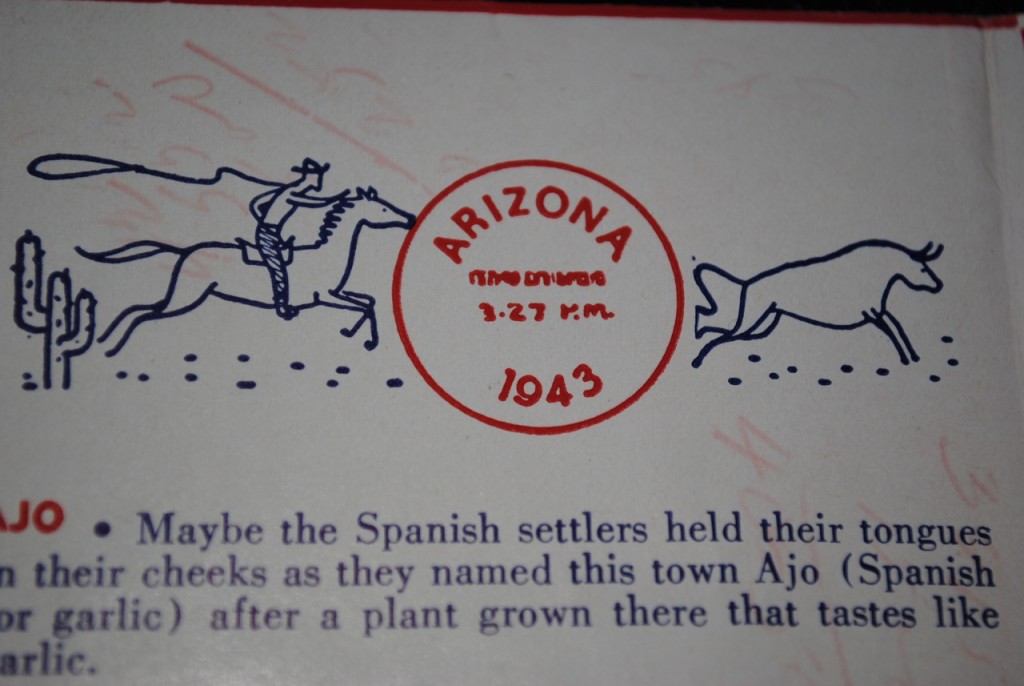 ARIZONA
3·27 P.M.
1943
AJO • Maybe the Spanish settlers held their tongues
n their cheeks as they named this town Ajo (Spanish
or garlic) after a plant grown there that tastes like
arlic.